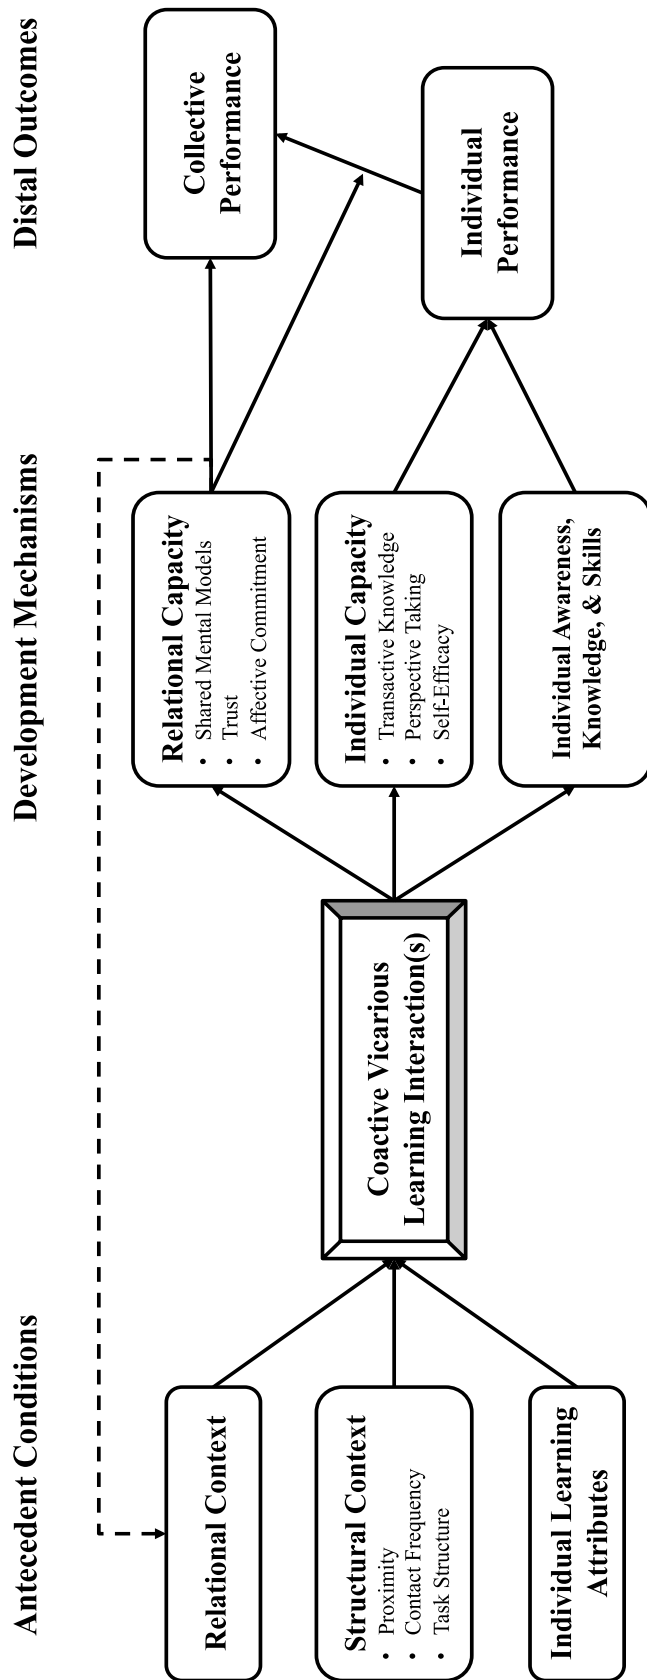 Antecedent Conditions
Development Mechanisms
Distal Outcomes
Relational Context
Structural Context
• Proximity
• Contact Frequency
• Task Structure
Individual Learning
Attributes
Coactive Vicarious
Learning Interaction(s)
Relational Capacity
• Shared Mental Models
• Trust
• Affective Commitment
Individual Capacity
• Transactive Knowledge
• Perspective Taking
• Self-Efficacy
Individual Awareness,
Knowledge, & Skills
Collective
Performance
Individual
Performance